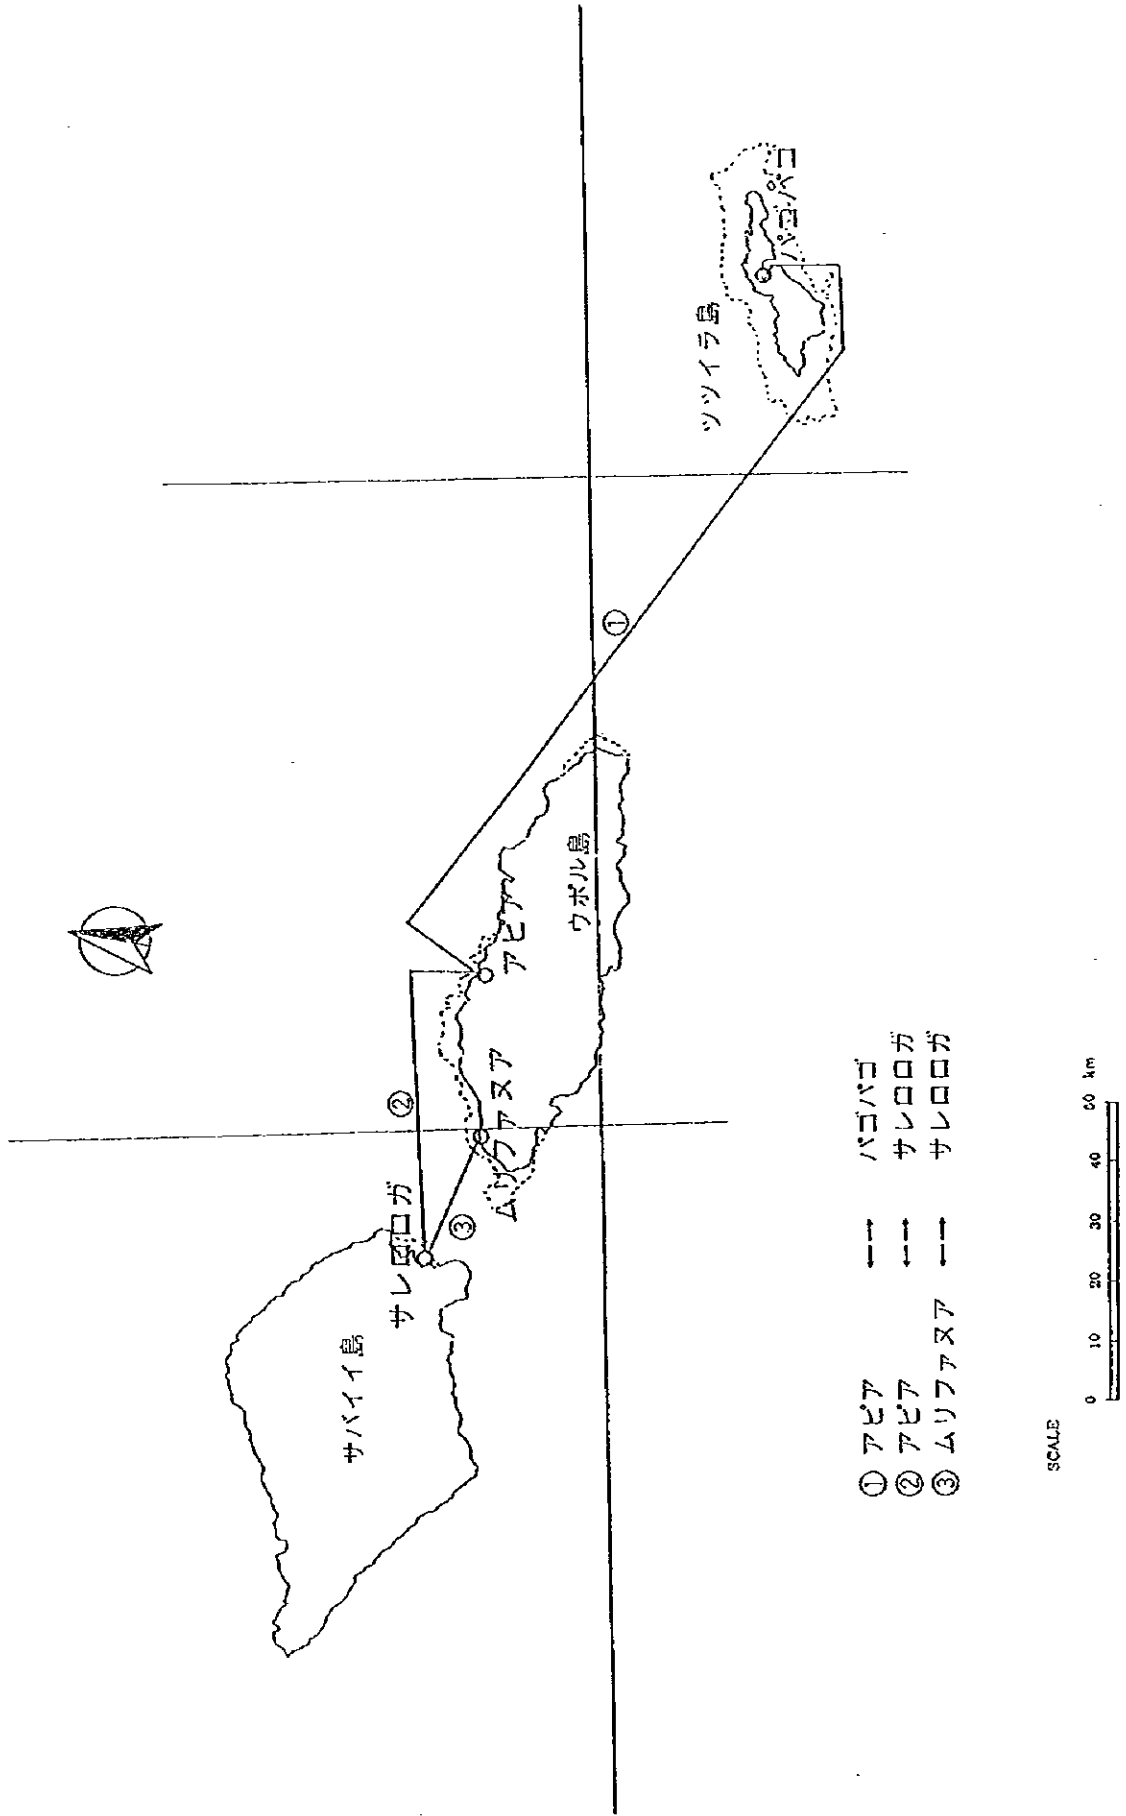 サバイイ島
サレロロガ
②
③
ムリファヌア
アピア
ウポル島
①
ツツイラ島
パゴパゴ
① アピア ←→ パゴパゴ
② アピア ←→ サレロロガ
③ ムリファヌア ←→ サレロロガ
SCALE
0 10 20 30 40 50 km